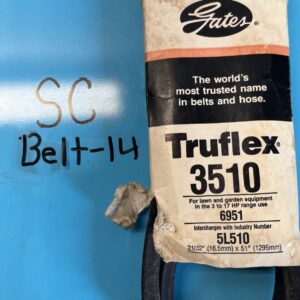 SC
Belt-14
Gates®
The world's
most trusted name
in belts and hose.
Truflex®
3510
For lawn and garden equipment
in the 3 to 17 HP range use
6951
Interchanges with Industry Number
5L510
21/32" (16.5mm) x 51" (1295mm)